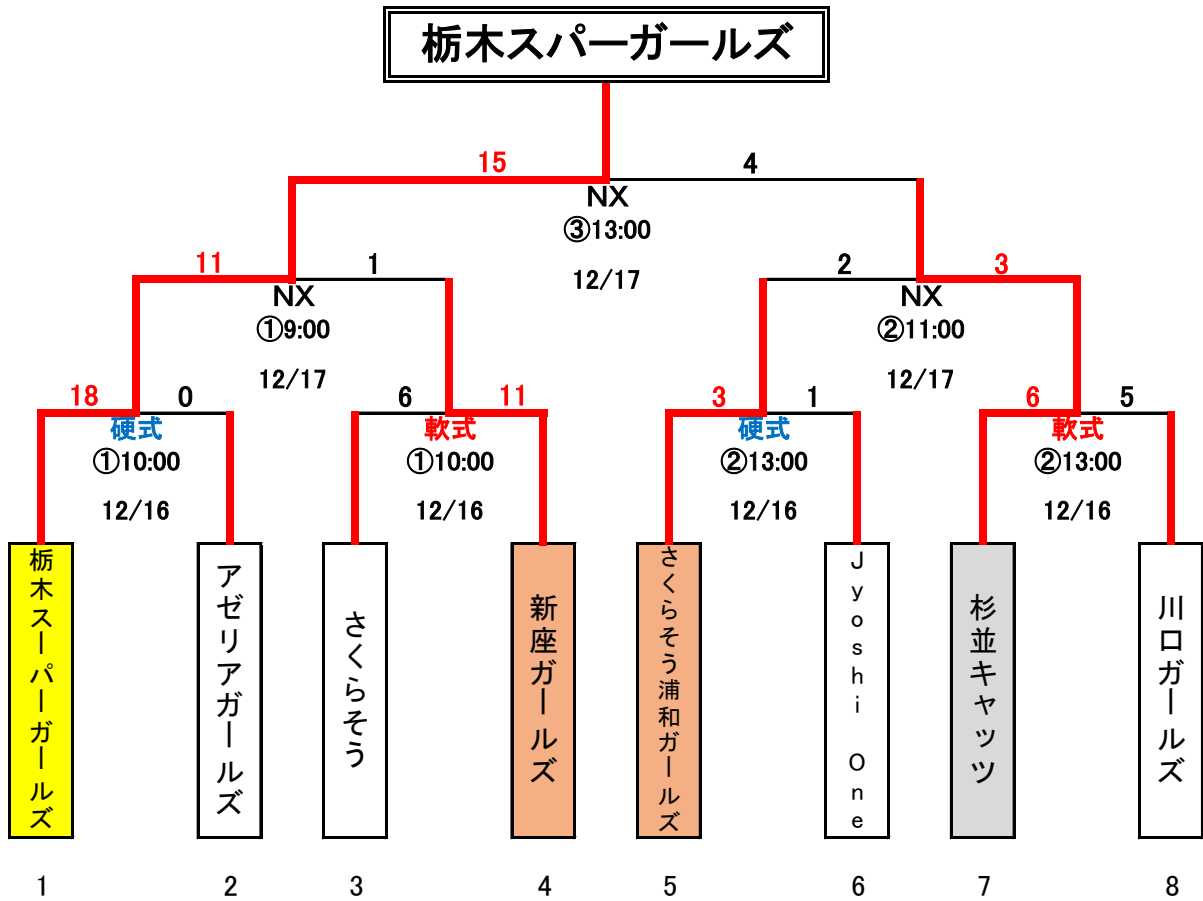 栃木スパーガールズ
15
4
NX
③13:00
12/17
11
1
NX
①9:00
12/17
2
3
NX
②11:00
12/17
18
0
硬式
①10:00
12/16
6
11
軟式
①10:00
12/16
3
1
硬式
②13:00
12/16
6
5
軟式
②13:00
12/16
栃木スーパーガールズ
アゼリアガールズ
さくらそう
新座ガールズ
さくらそう浦和ガールズ
Jyoshi One
杉並キャッツ
川口ガールズ
1
2
3
4
5
6
7
8